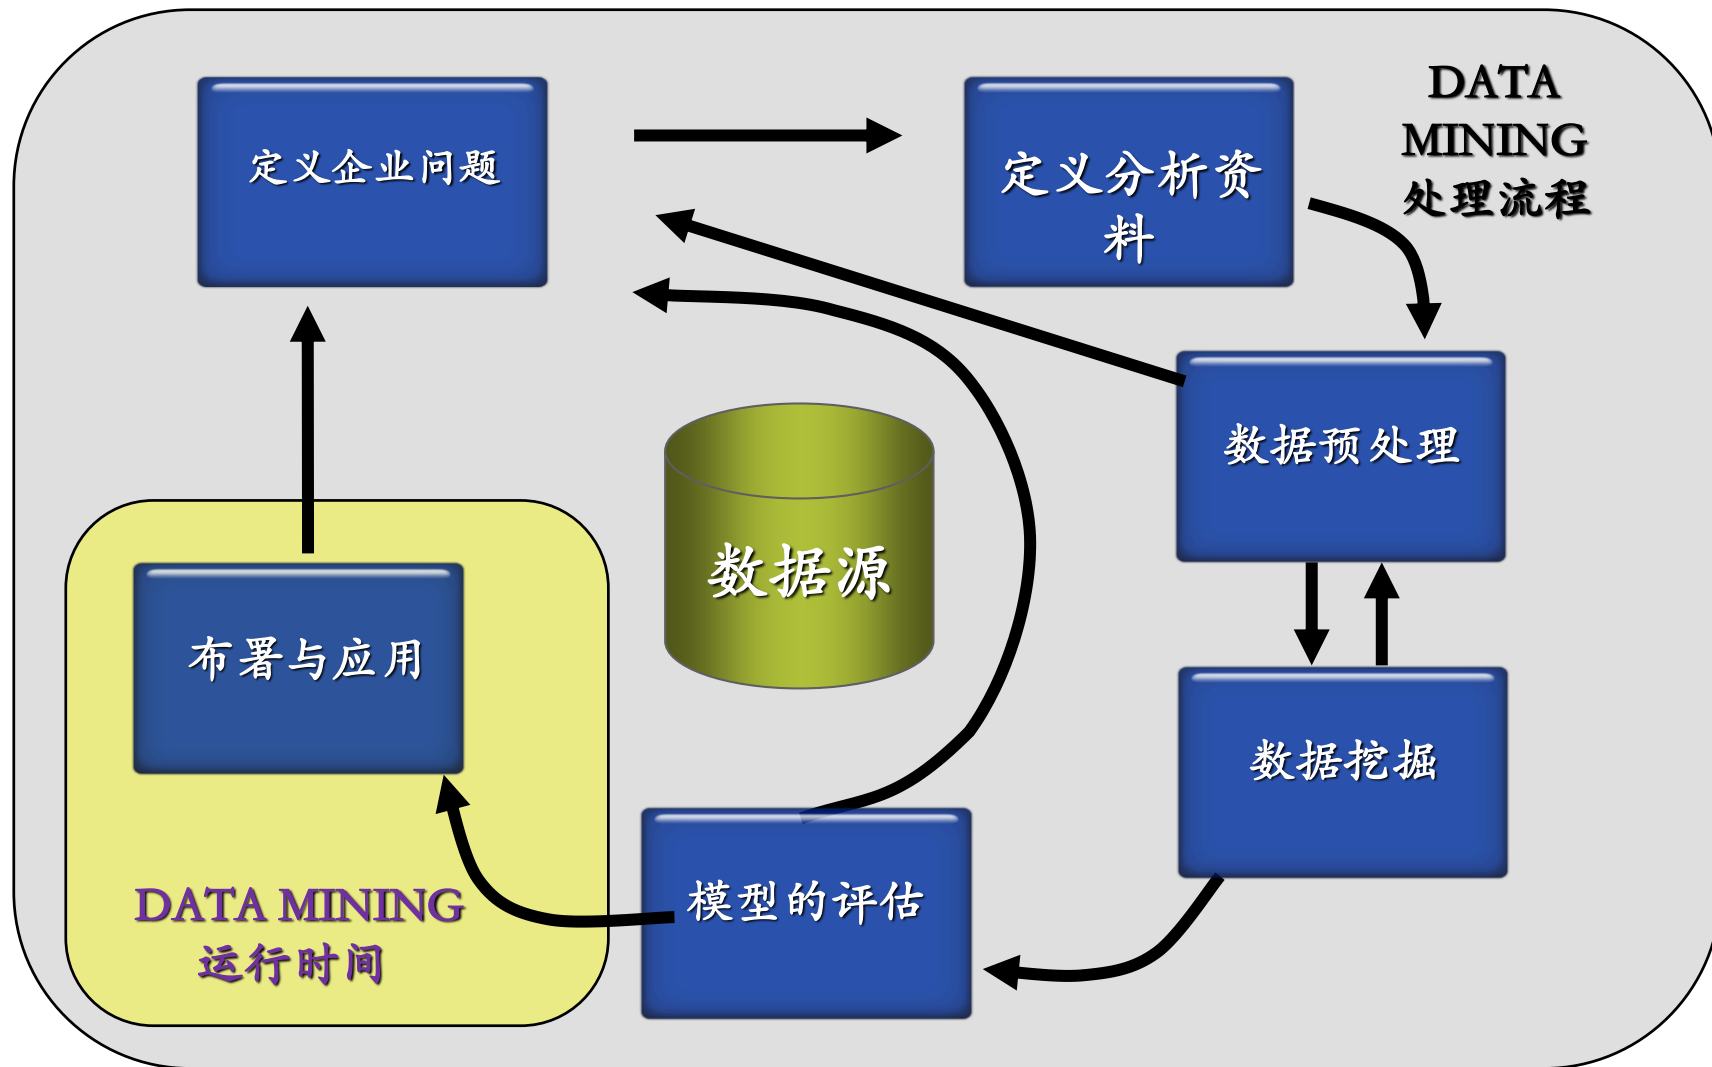 定义企业问题
定义分析资
料
DATA
MINING
处理流程
数据预处理
数据源
布署与应用
数据挖掘
模型的评估
DATA MINING
运行时间